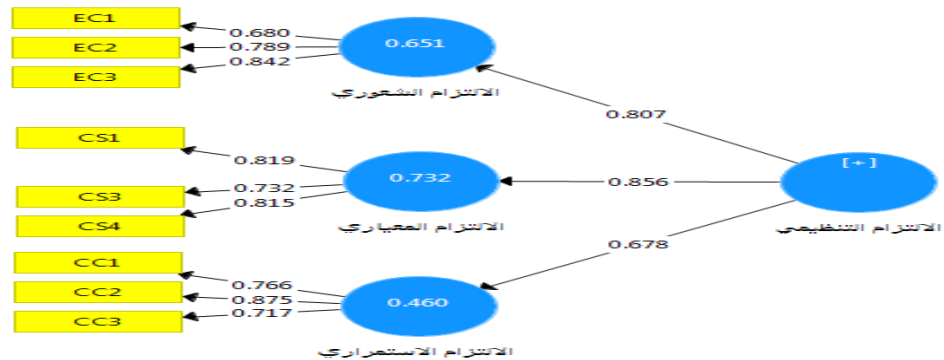 EC1
0.680
EC2
0.789
EC3
0.842
0.651
الالتزام الشعوري
0.807
CS1
0.819
CS3
0.732
CS4
0.815
0.732
الالتزام المعياري
0.856
[+]
الالتزام التنظيمي
0.678
CC1
0.766
CC2
0.875
CC3
0.717
0.460
الالتزام الاستمراري